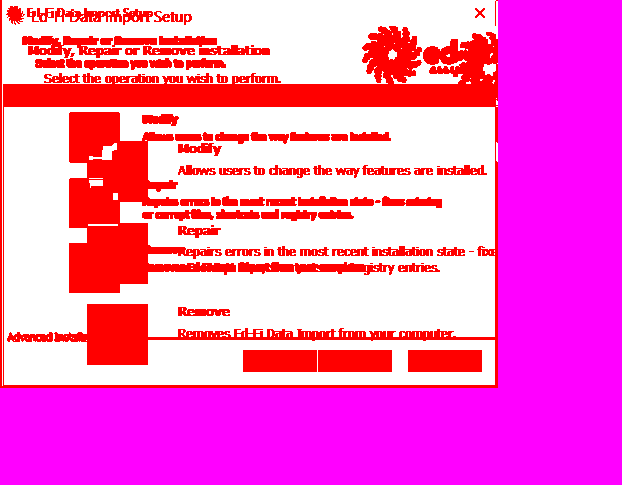 Ed-Fi Data Import Setup
Ed-Fi Data Import Setup
Modify, Repair or Remove installation
Modify, Repair or Remove installation
Select the operation you wish to perform.
Select the operation you wish to perform.
ed
Modify
Allows users to change the way features are installed.
Modify
Allows users to change the way features are installed.
Repair
Repairs errors in the most recent installation state - fixes missing
or corrupt files, shortcuts and registry entries.
Repair
Repairs errors in the most recent installation state - fixe
registry entries.
Remove
Removes Ed-Fi Data Import from your computer.
Advanced Installer